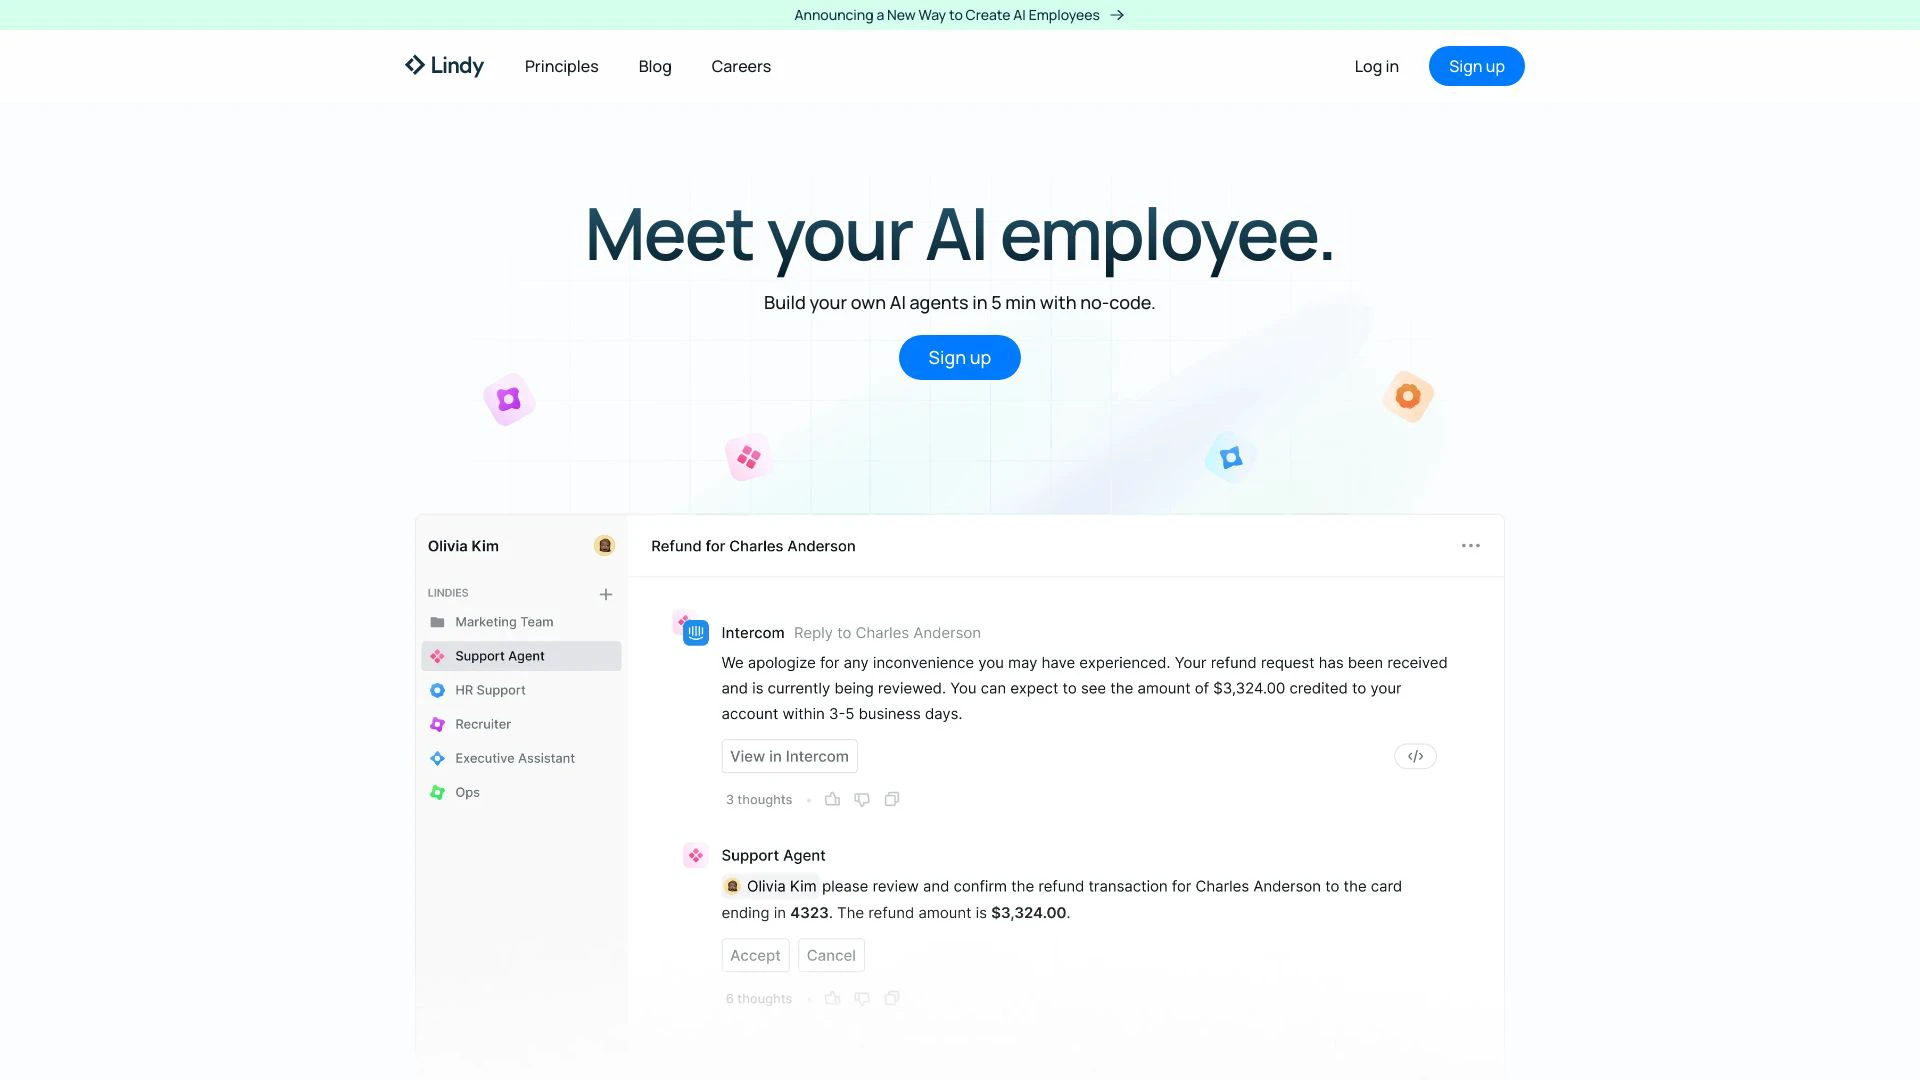 Announcing a New Way to Create AI Employees →
Lindy Principles Blog Careers Log in Sign up
Meet your AI employee.
Build your own AI agents in 5 min with no-code.
Sign up
Olivia Kim
LINDIES
Marketing Team
Support Agent
HR Support
Recruiter
Executive Assistant
Ops
Refund for Charles Anderson
Intercom Reply to Charles Anderson
We apologize for any inconvenience you may have experienced. Your refund request has been received
and is currently being reviewed. You can expect to see the amount of $3,324.00 credited to your
account within 3-5 business days.
View in Intercom
</>
3 thoughts
Support Agent
Olivia Kim please review and confirm the refund transaction for Charles Anderson to the card
ending in 4323. The refund amount is $3,324.00.
Accept Cancel
6 thoughts